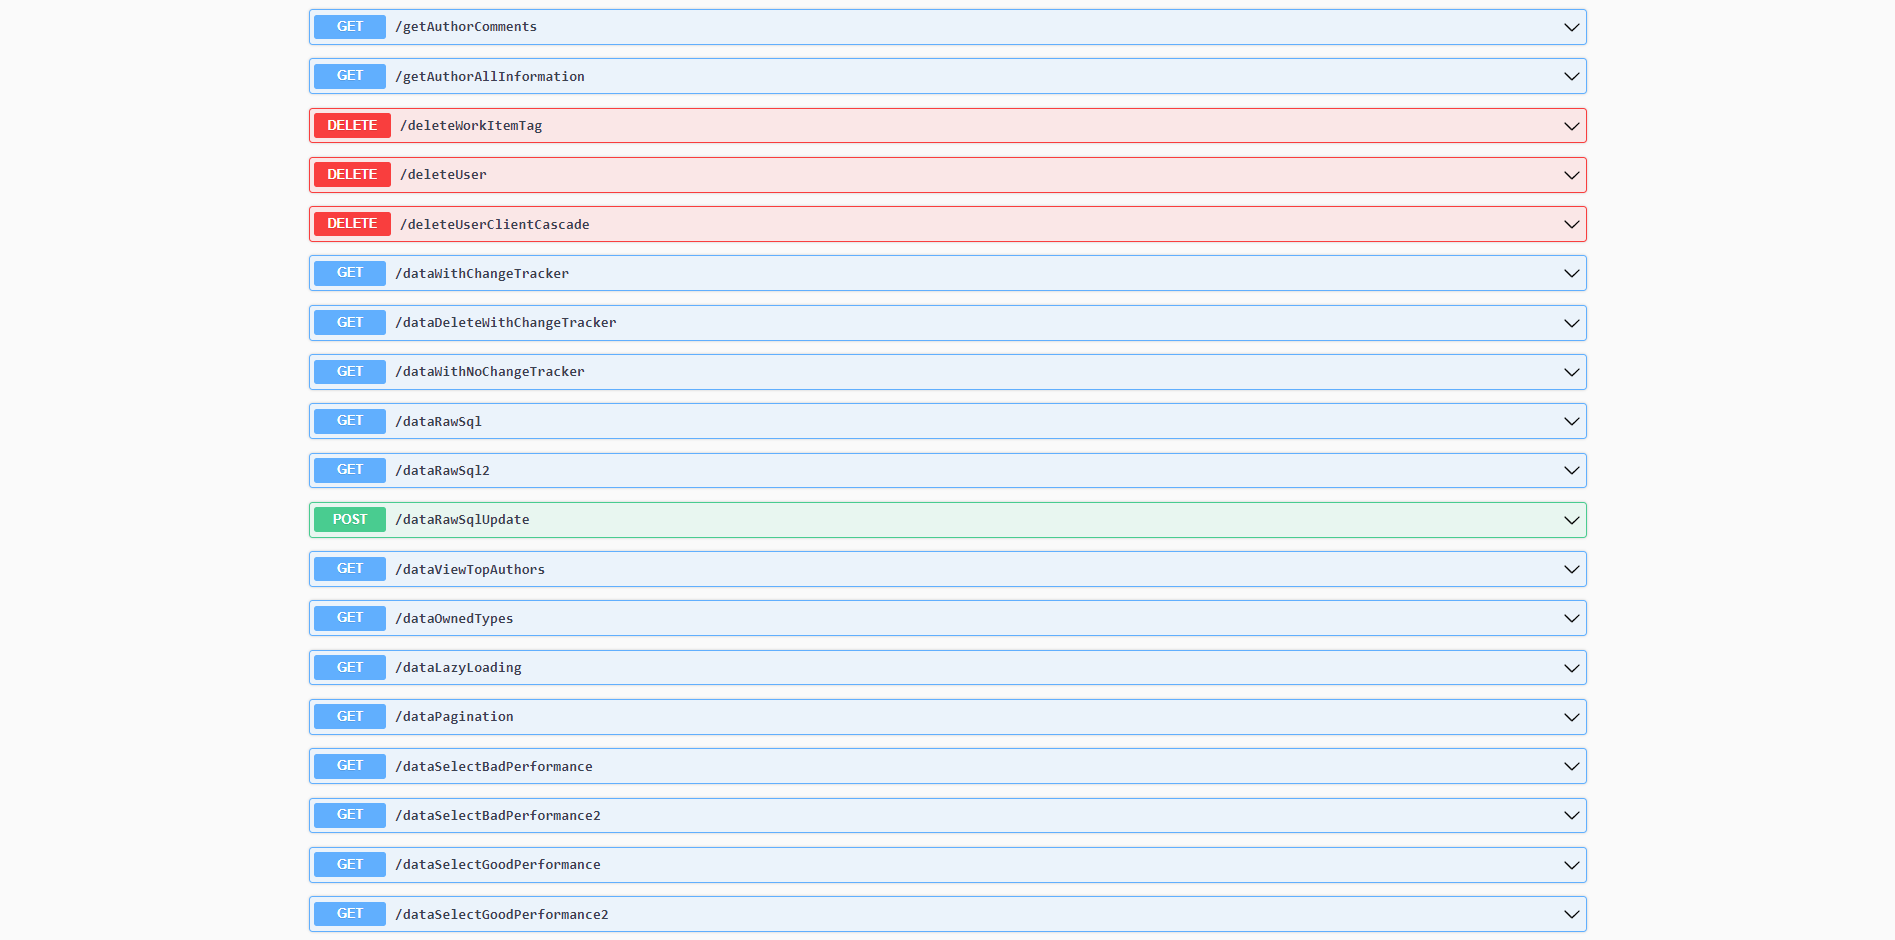 GET /getAuthorComments
GET /getAuthorAllInformation
DELETE /deleteWorkItemTag
DELETE /deleteUser
DELETE /deleteUserClientCascade
GET /dataWithChangeTracker
GET /dataDeleteWithChangeTracker
GET /dataWithNoChangeTracker
GET /dataRawSql
GET /dataRawSql2
POST /dataRawSqlUpdate
GET /dataViewTopAuthors
GET /dataOwnedTypes
GET /dataLazyLoading
GET /dataPagination
GET /dataSelectBadPerformance
GET /dataSelectBadPerformance2
GET /dataSelectGoodPerformance
GET /dataSelectGoodPerformance2